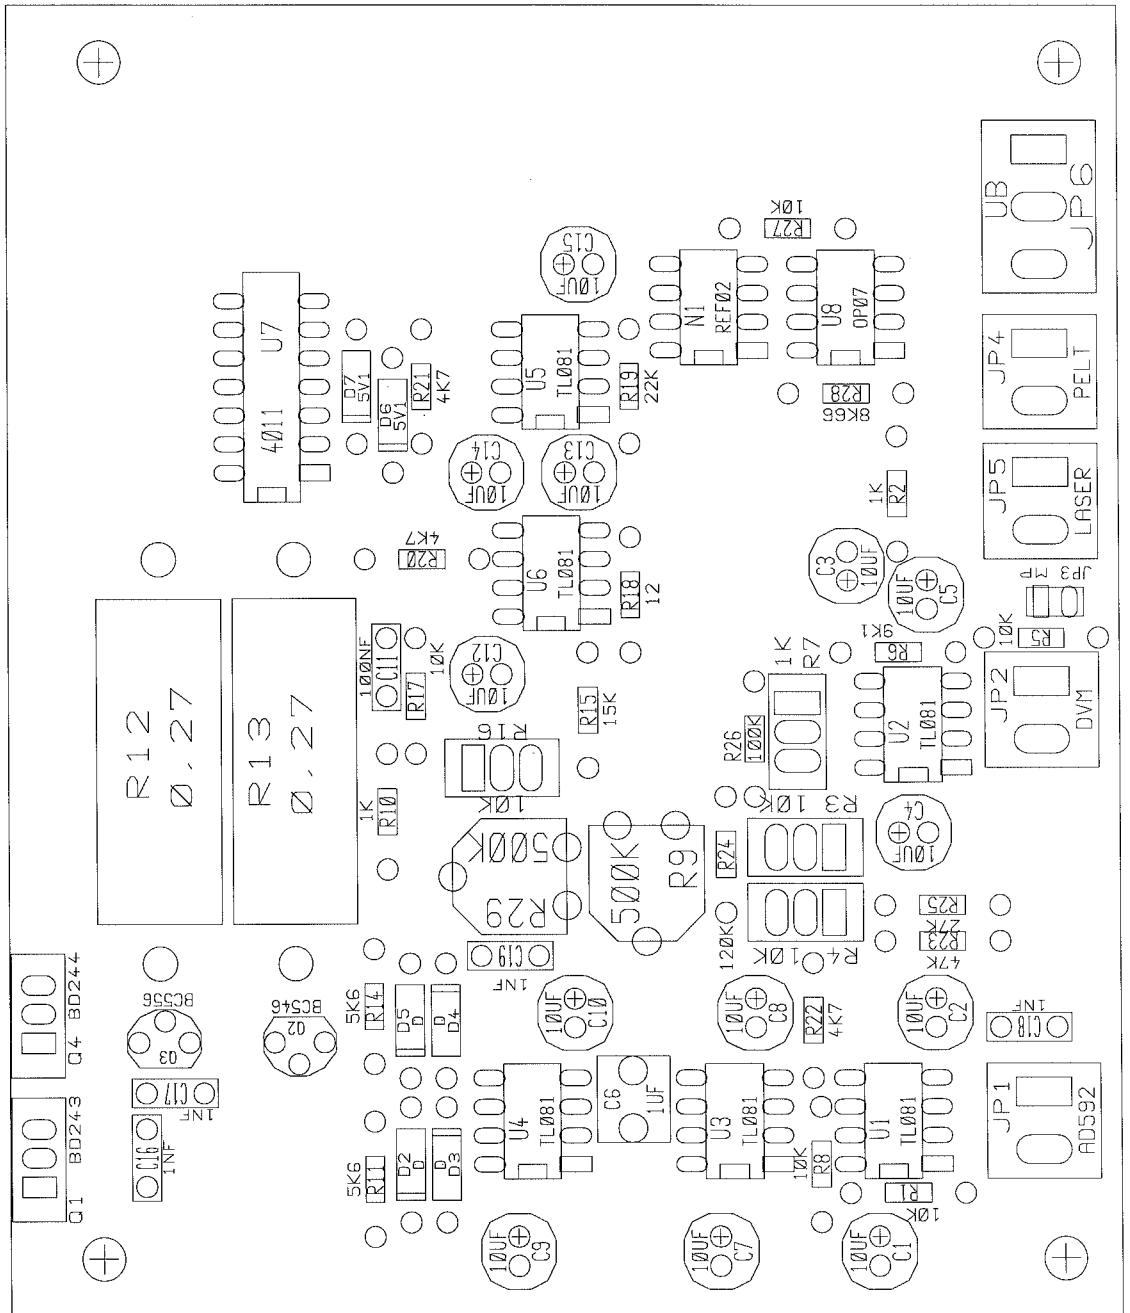 C15
10UF
10K
R27
UB
JP6
U7
4011
D7
5V1
D6
5V1
R21
4K7
U5
TL081
R19
22K
N1
REF02
U8
OP07
JP4
PELT
R28
8K66
C14
10UF
C13
10UF
1K
R2
JP5
LASER
4K7
R20
U6
TL081
R18
12
C3
10UF
10UF
C5
JP3
MP
R12
0,27
R13
0,27
100NF
C11
R17
10K
C12
10UF
R15
15K
1K
R7
9K1
R6
10K
R5
R16
10K
R26
100K
U2
TL081
JP2
DVM
1K
R10
500K
R29
500K
R9
R24
120K
10K
R3
C4
10UF
10K
R4
R25
27K
R23
47K
C19
1NF
Q4
BD244
BC556
Q3
BC546
Q2
5K6
R14
D5
D
D
D4
10UF
C10
10UF
C8
R22
4K7
10UF
C2
1NF
C18
Q1
BD243
C17
1NF
C16
1NF
5K6
R11
D2
D
D
D3
U4
TL081
C6
1UF
U3
TL081
10K
R8
U1
TL081
JP1
AD592
R1
10K
10UF
C9
10UF
C7
10UF
C1